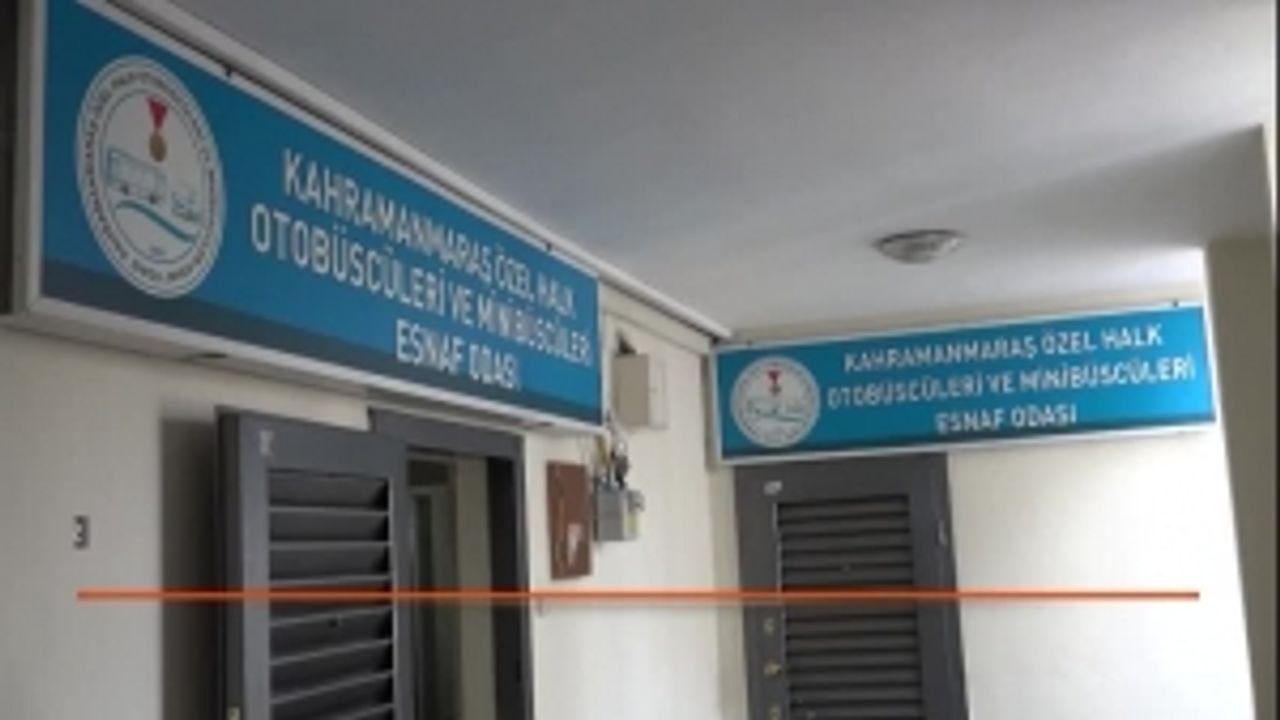 KAHRAMANMARAŞ ÖZEL HALK
OTOBÜSCÜLERİ VE MİNİBÜSCÜLERİ
ESNAF ODASI
KAHRAMANMARAŞ ÖZEL HALK
OTOBÜSCÜLERİ VE MİNİBÜSCÜLERİ
ESNAF ODASI
3